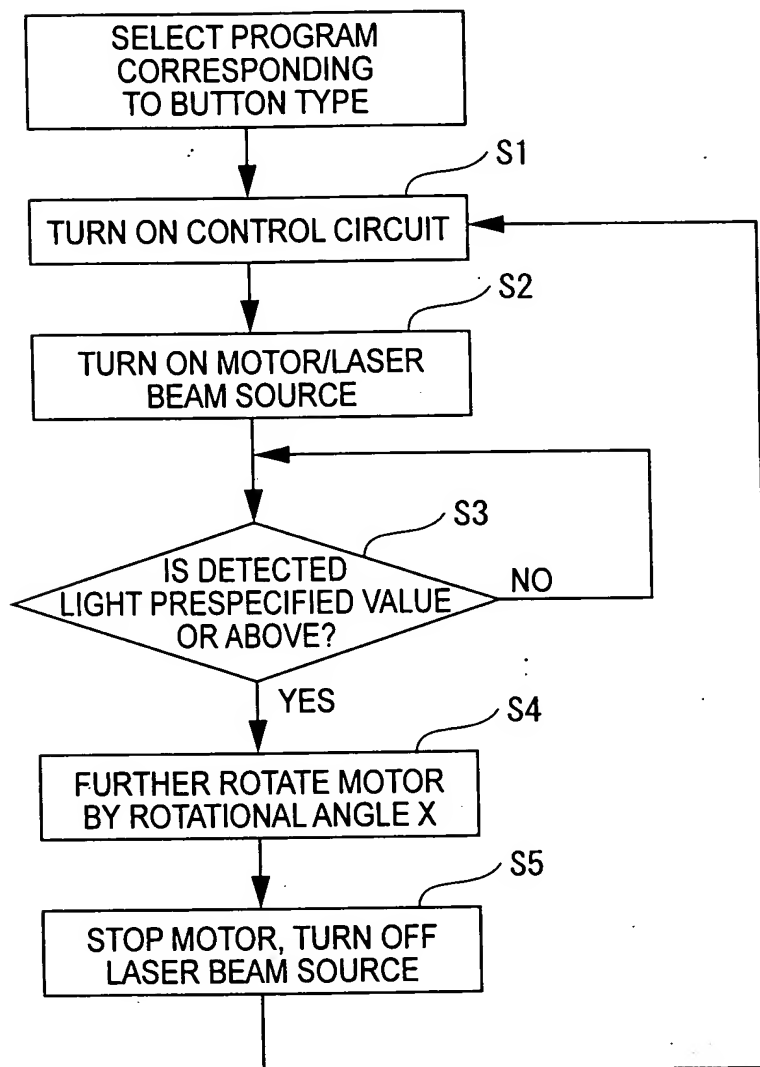 SELECT PROGRAM
CORRESPONDING
TO BUTTON TYPE
S1
TURN ON CONTROL CIRCUIT
S2
TURN ON MOTOR/LASER
BEAM SOURCE
S3
IS DETECTED
LIGHT PRESPECIFIED VALUE
OR ABOVE?
NO
YES
S4
FURTHER ROTATE MOTOR
BY ROTATIONAL ANGLE X
S5
STOP MOTOR, TURN OFF
LASER BEAM SOURCE